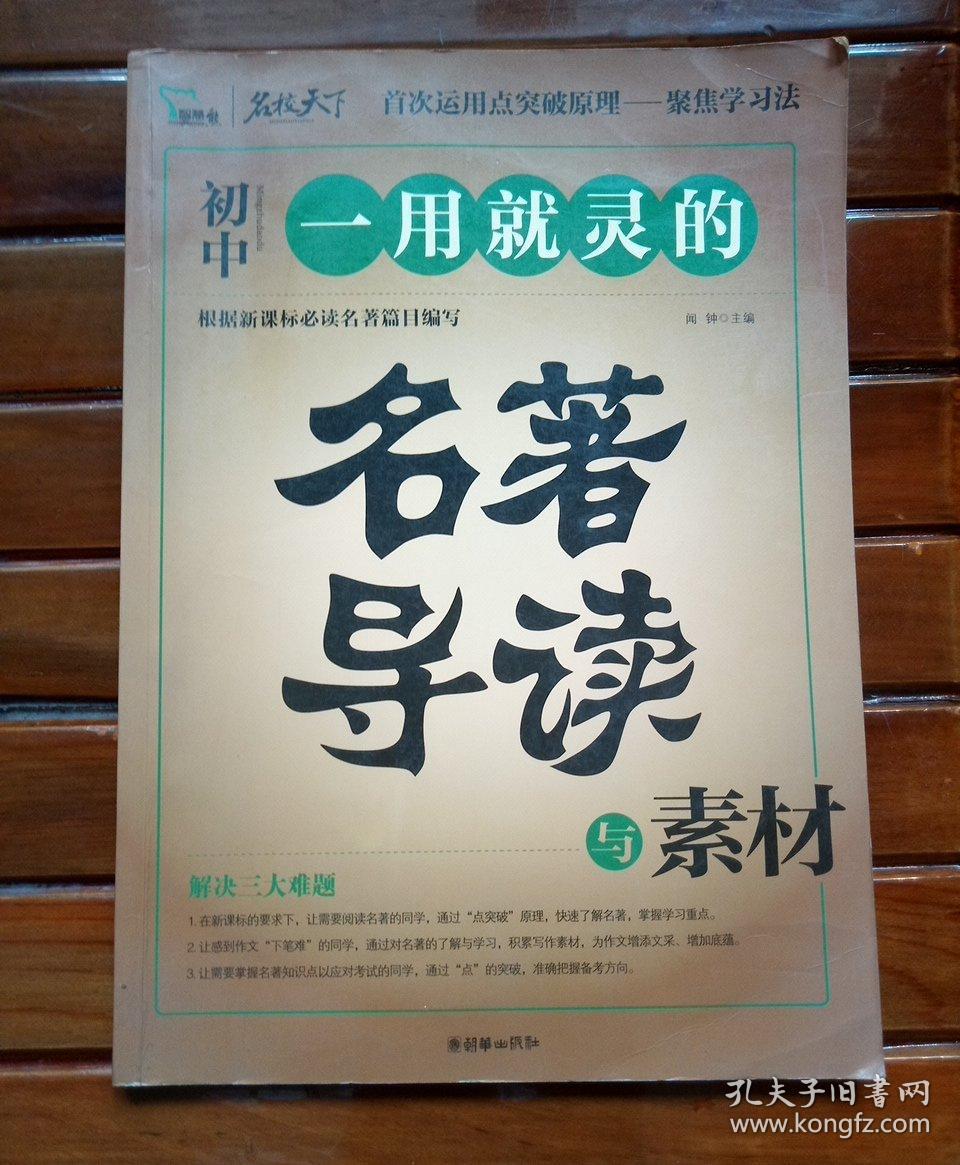 智慧熊 名校天下 首次运用点突破原理——聚焦学习法
初中
Mingzhudaodu
一用就灵的
根据新课标必读名著篇目编写
闻 钟◎主编
名著
导读
与素材
解决三大难题
1. 在新课标的要求下，让需要阅读名著的同学，通过“点突破”原理，快速了解名著，掌握学习重点。
2. 让感到作文“下笔难”的同学，通过对名著的了解与学习，积累写作素材，为作文增添文采、增加底蕴。
3. 让需要掌握名著知识点以应对考试的同学，通过“点”的突破，准确把握备考方向。
朝华出版社
孔夫子旧书网
www.kongfz.com